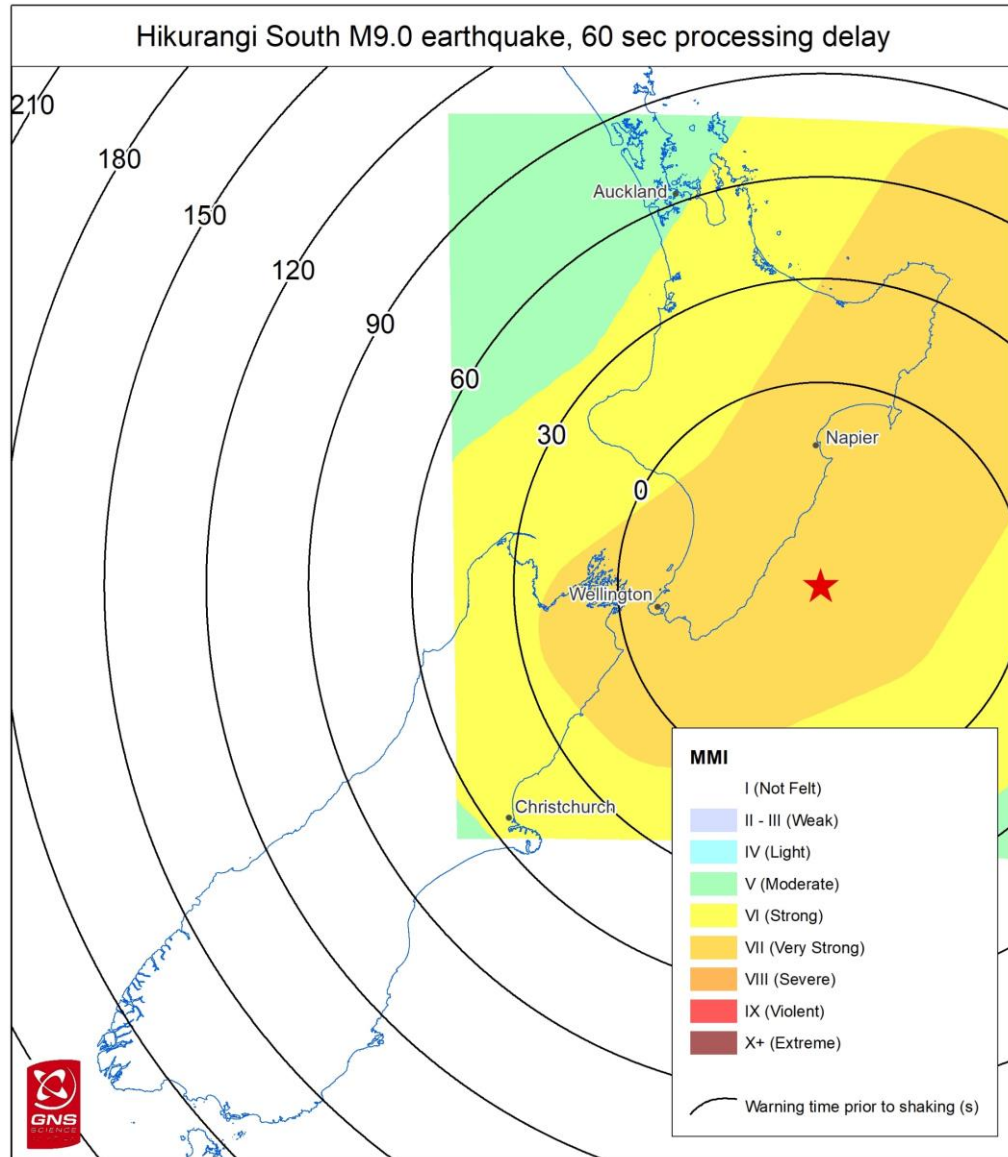 Hikurangi South M9.0 earthquake, 60 sec processing delay
210
180
150
120
90
60
30
0
Auckland
Napier
Wellington
Christchurch
MMI
I (Not Felt)
II - III (Weak)
IV (Light)
V (Moderate)
VI (Strong)
VII (Very Strong)
VIII (Severe)
IX (Violent)
X+ (Extreme)
Warning time prior to shaking (s)
GNS
SCIENCE